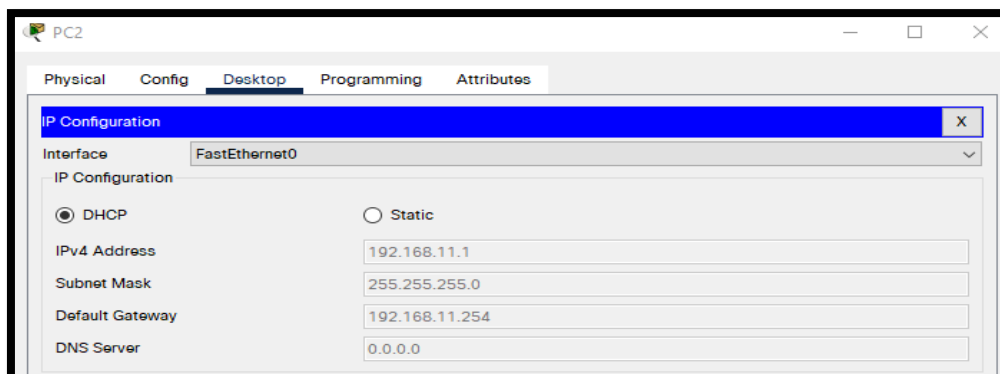 PC2
Physical Config Desktop Programming Attributes
IP Configuration X
Interface FastEthernet0
IP Configuration
DHCP Static
IPv4 Address 192.168.11.1
Subnet Mask 255.255.255.0
Default Gateway 192.168.11.254
DNS Server 0.0.0.0